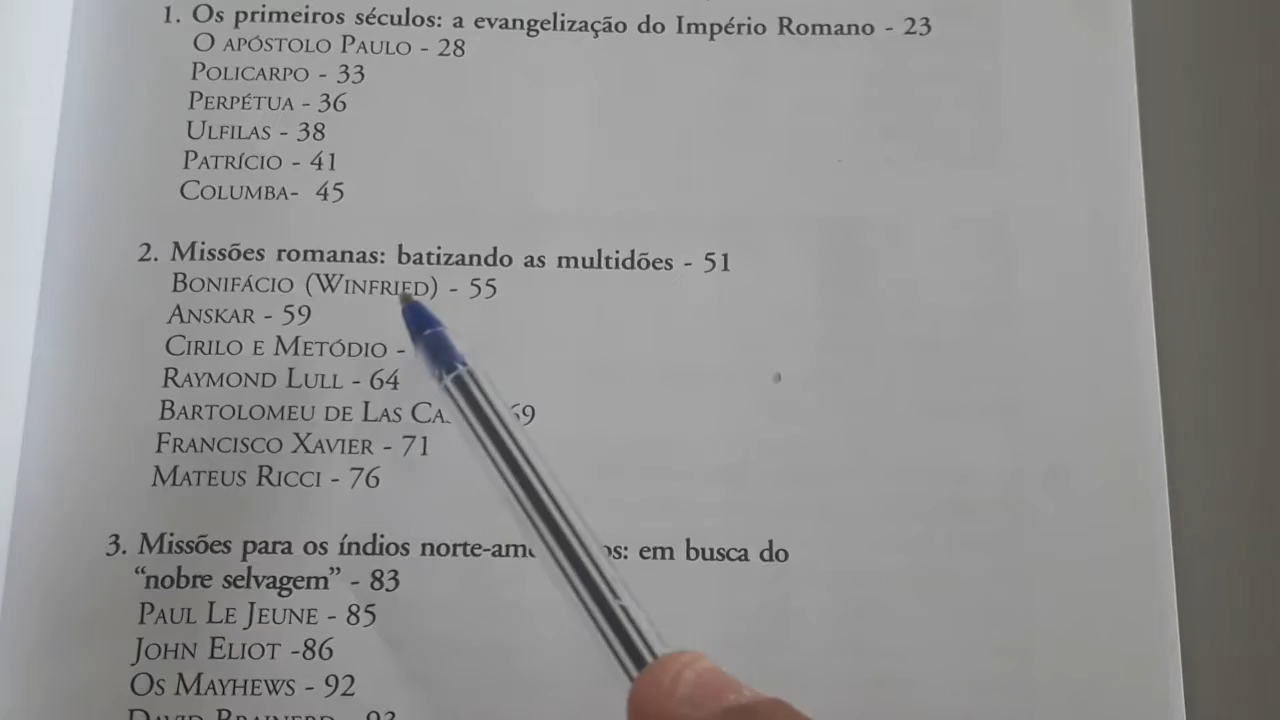 1. Os primeiros séculos: a evangelização do Império Romano - 23
O APÓSTOLO PAULO - 28
POLICARPO - 33
PERPÉTUA - 36
ULFILAS - 38
PATRÍCIO - 41
COLUMBA- 45
2. Missões romanas: batizando as multidões - 51
BONIFÁCIO (WINFRIED) - 55
ANSKAR - 59
CIRILO E METÓDIO -
RAYMOND LULL - 64
BARTOLOMEU DE LAS
FRANCISCO XAVIER - 71
MATEUS RICCI - 76
3. Missões para os índios em busca do
“nobre selvagem” - 83
PAUL LE JEUNE - 85
JOHN ELIOT -86
OS MAYHEWS - 92